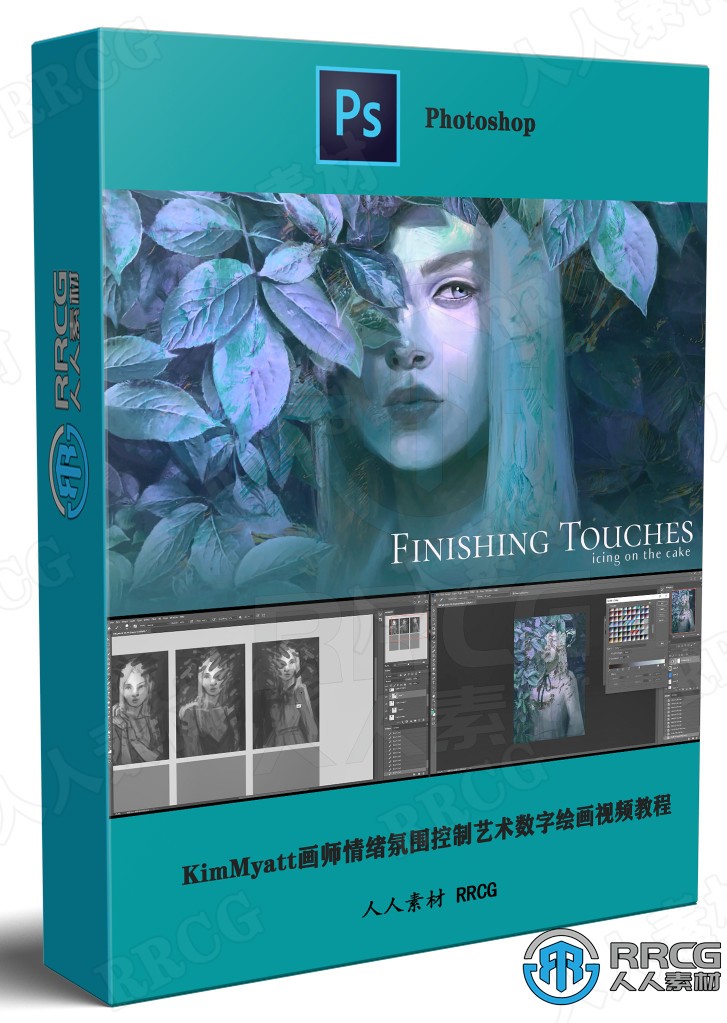 Ps
Photoshop
RRCG
人人素材
FINISHING TOUCHES
icing on the cake
KimMyatt画师情绪氛围控制艺术数字绘画视频教程
人人素材 RRCG
RRCG
人人素材